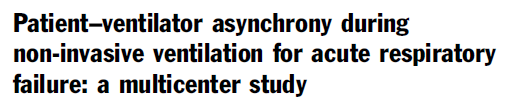 Patient–ventilator asynchrony during
non-invasive ventilation for acute respiratory
failure: a multicenter study